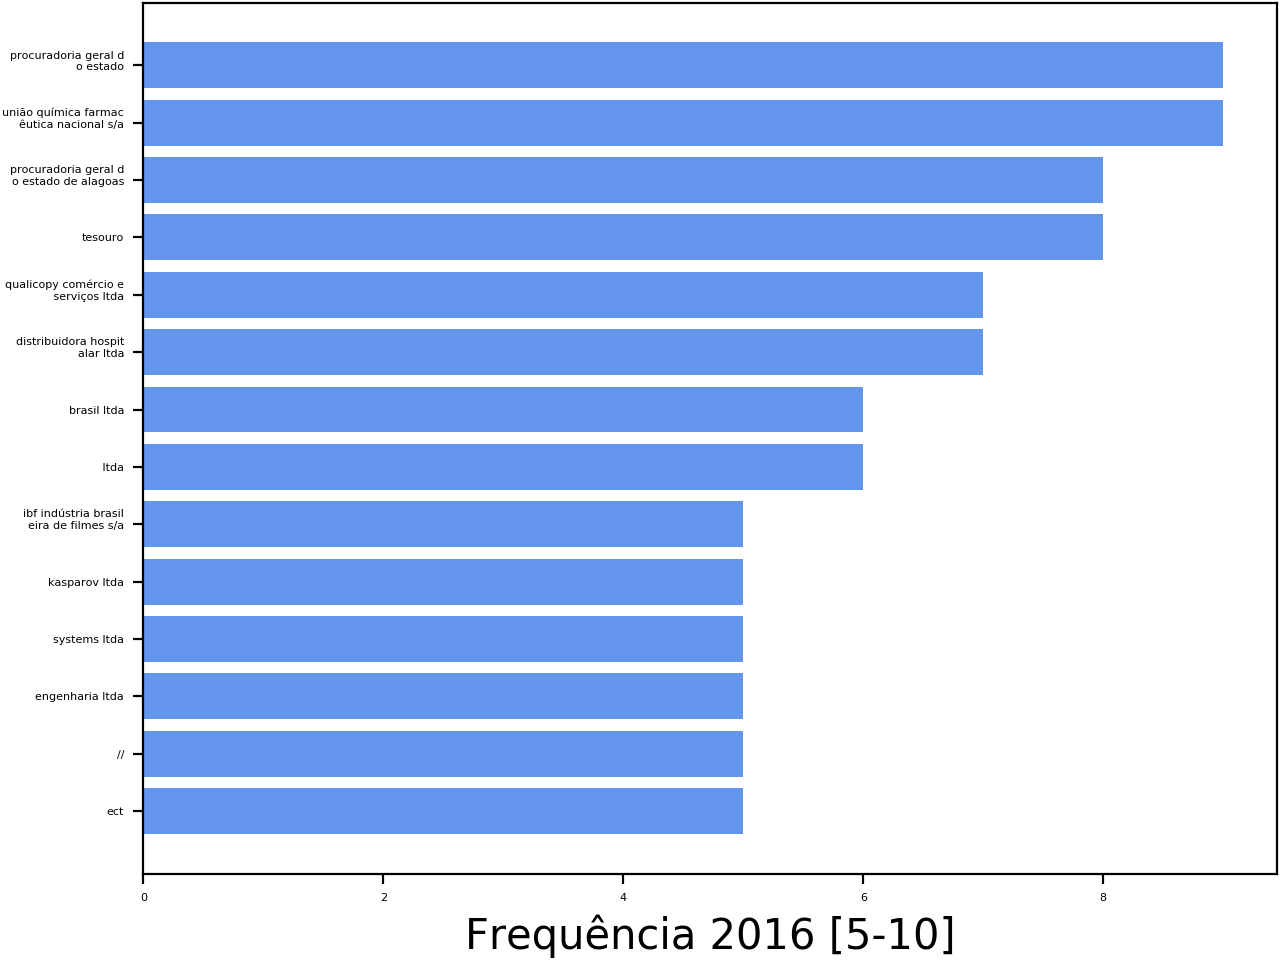 procuradoria geral d
o estado
união química farmac
êutica nacional s/a
procuradoria geral d
o estado de alagoas
tesouro
qualicopy comércio e
serviços ltda
distribuidora hospit
alar ltda
brasil ltda
ltda
ibf indústria brasil
eira de filmes s/a
kasparov ltda
systems ltda
engenharia ltda
//
ect
0 2 4 6 8
Frequência 2016 [5-10]